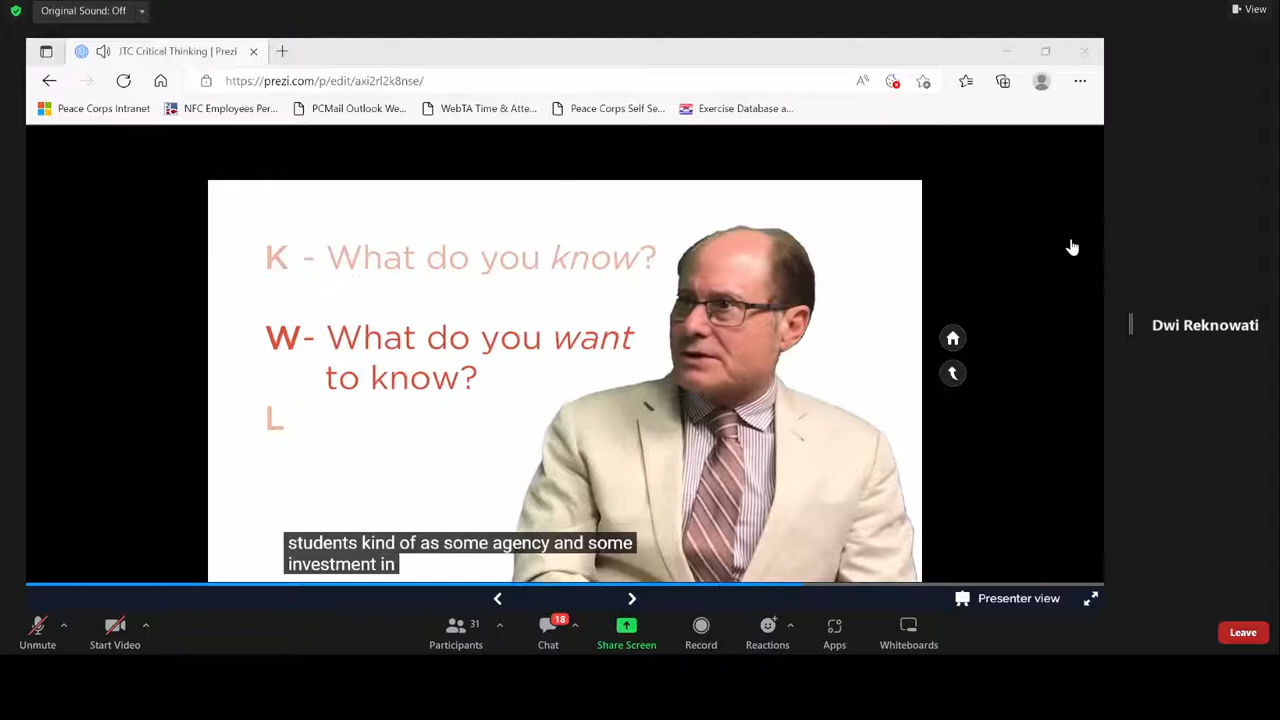 Original Sound: Off
View
JTC Critical Thinking | Prezi
https://prezi.com/p/edit/axi2rl2k8nse/
Peace Corps Intranet
NFC Employees Per...
PCMail Outlook We...
WebTA Time & Atte...
Peace Corps Self Se...
Exercise Database a...
K - What do you know?
W- What do you want
to know?
L
students kind of as some agency and some
investment in
Presenter view
Dwi Reknowati
Unmute
Start Video
Participants
31
Chat
18
Share Screen
Record
Reactions
Apps
Whiteboards
Leave